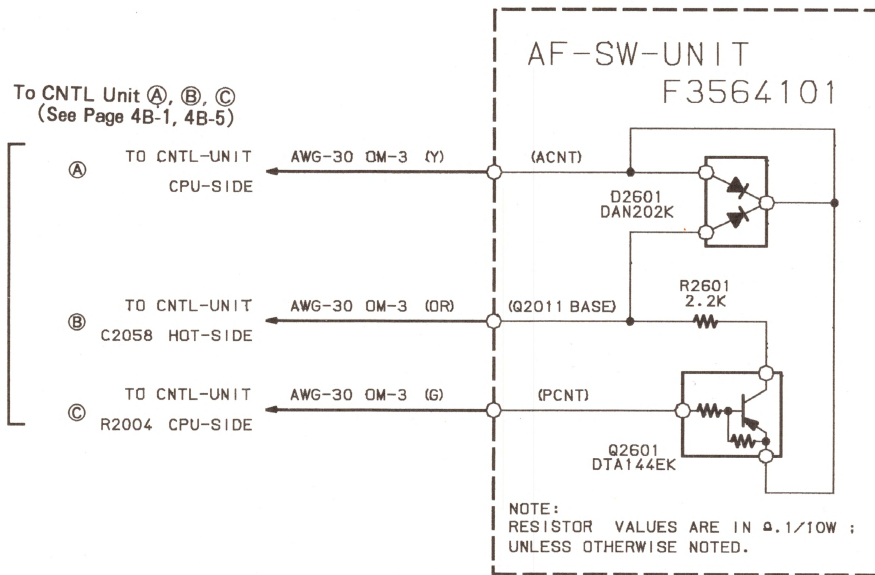 AF-SW-UNIT
F3564101
To CNTL Unit Ⓐ, Ⓑ, Ⓒ
(See Page 4B-1, 4B-5)
Ⓐ TO CNTL-UNIT
CPU-SIDE
AWG-30 OM-3 (Y)
(ACNT)
D2601
DAN202K
R2601
2.2K
Ⓑ TO CNTL-UNIT
C2058 HOT-SIDE
AWG-30 OM-3 (OR)
(Q2011 BASE)
Ⓒ TO CNTL-UNIT
R2004 CPU-SIDE
AWG-30 OM-3 (G)
(PCNT)
Q2601
DTA144EK
NOTE:
RESISTOR VALUES ARE IN Ω.1/10W ;
UNLESS OTHERWISE NOTED.